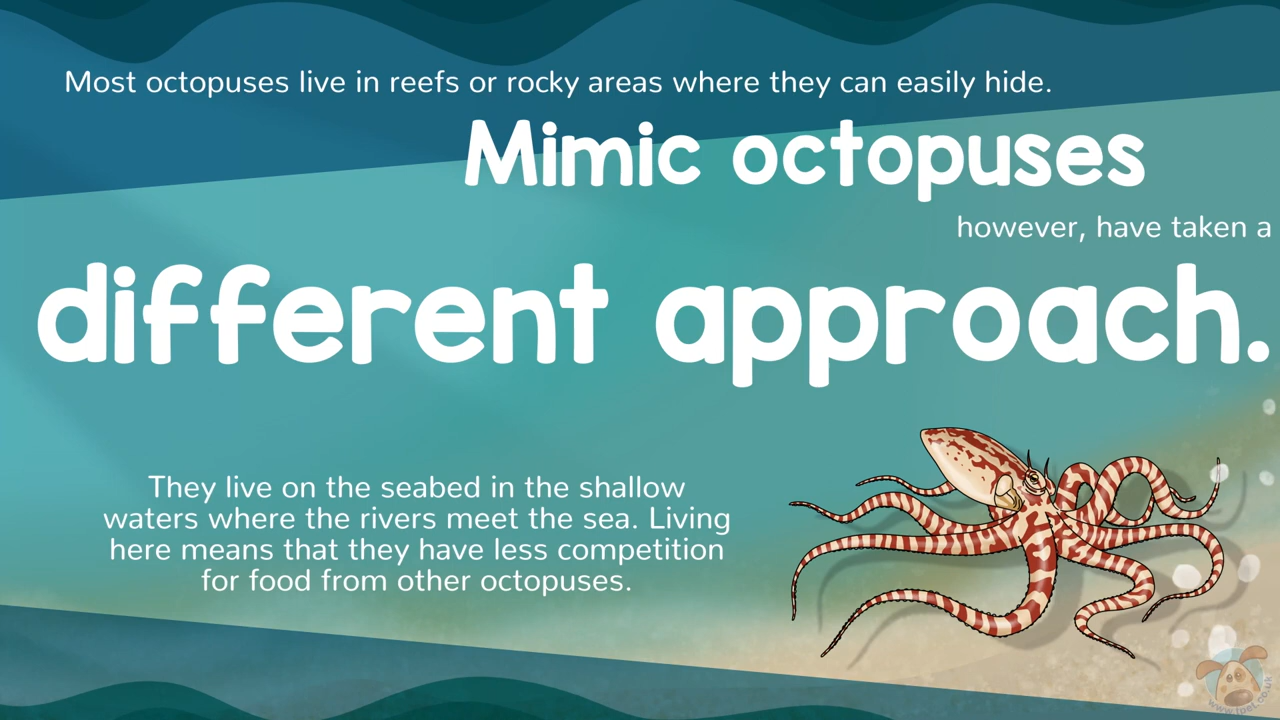 Most octopuses live in reefs or rocky areas where they can easily hide.
Mimic octopuses
however, have taken a
different approach.
They live on the seabed in the shallow
waters where the rivers meet the sea. Living
here means that they have less competition
for food from other octopuses.